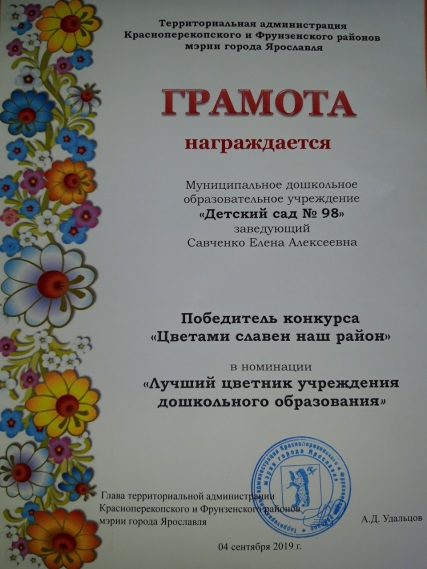 Территориальная администрация
Красноперекопского и Фрунзенского районов
мэрии города Ярославля
ГРАМОТА
награждается
Муниципальное дошкольное
образовательное учреждение
«Детский сад № 98»
заведующий
Савченко Елена Алексеевна
Победитель конкурса
«Цветами славен наш район»
в номинации
«Лучший цветник учреждения
дошкольного образования»
Глава территориальной администрации
Красноперекопского и Фрунзенского районов
мэрии города Ярославля
А.Д. Удальцов
04 сентября 2019 г.